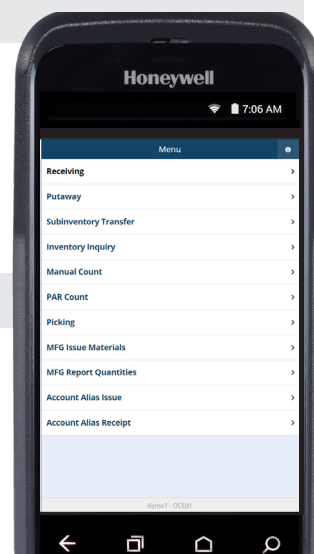 Honeywell
7:06 AM
Menu
Receiving
Putaway
Subinventory Transfer
Inventory Inquiry
Manual Count
PAR Count
Picking
MFG Issue Materials
MFG Report Quantities
Account Alias Issue
Account Alias Receipt
demo1 - OCE01